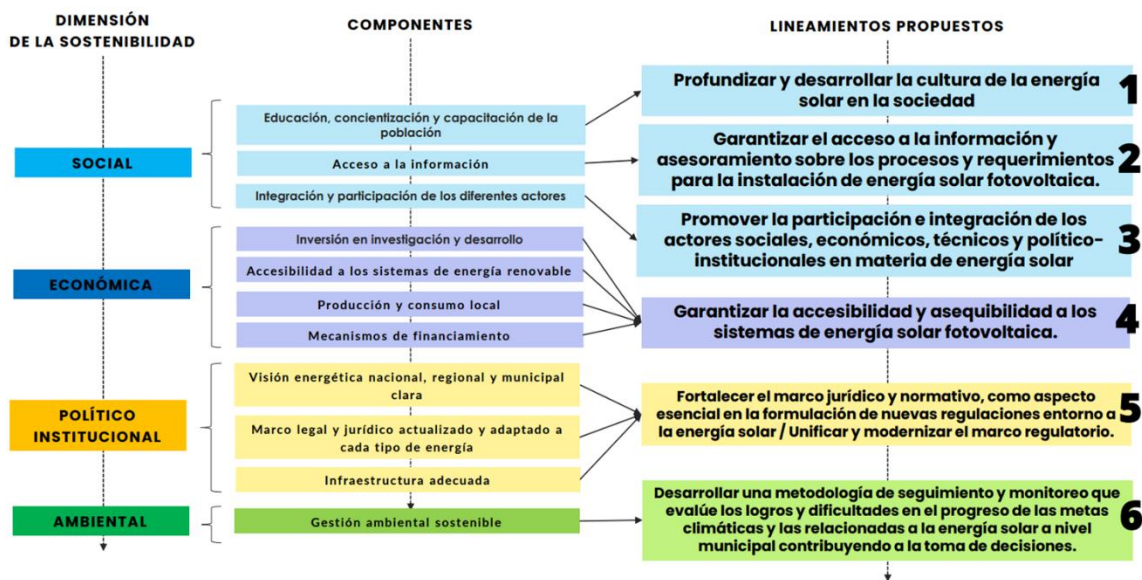 DIMENSIÓN
DE LA SOSTENIBILIDAD
COMPONENTES
LINEAMIENTOS PROPUESTOS
SOCIAL
Educación, concientización y capacitación de la
población
Acceso a la información
Integración y participación de los diferentes actores
Profundizar y desarrollar la cultura de la energía
solar en la sociedad
1
Garantizar el acceso a la información y
asesoramiento sobre los procesos y requerimientos
para la instalación de energía solar fotovoltaica.
2
Promover la participación e integración de los
actores sociales, económicos, técnicos y político-
institucionales en materia de energía solar
3
ECONÓMICA
Inversión en investigación y desarrollo
Accesibilidad a los sistemas de energía renovable
Producción y consumo local
Mecanismos de financiamiento
Garantizar la accesibilidad y asequibilidad a los
sistemas de energía solar fotovoltaica.
4
POLÍTICO
INSTITUCIONAL
Visión energética nacional, regional y municipal
clara
Marco legal y jurídico actualizado y adaptado a
cada tipo de energía
Infraestructura adecuada
Fortalecer el marco jurídico y normativo, como aspecto
esencial en la formulación de nuevas regulaciones entorno a
la energía solar / Unificar y modernizar el marco regulatorio.
5
AMBIENTAL
Gestión ambiental sostenible
Desarrollar una metodología de seguimiento y monitoreo que
evalúe los logros y dificultades en el progreso de las metas
climáticas y las relacionadas a la energía solar a nivel
municipal contribuyendo a la toma de decisiones.
6